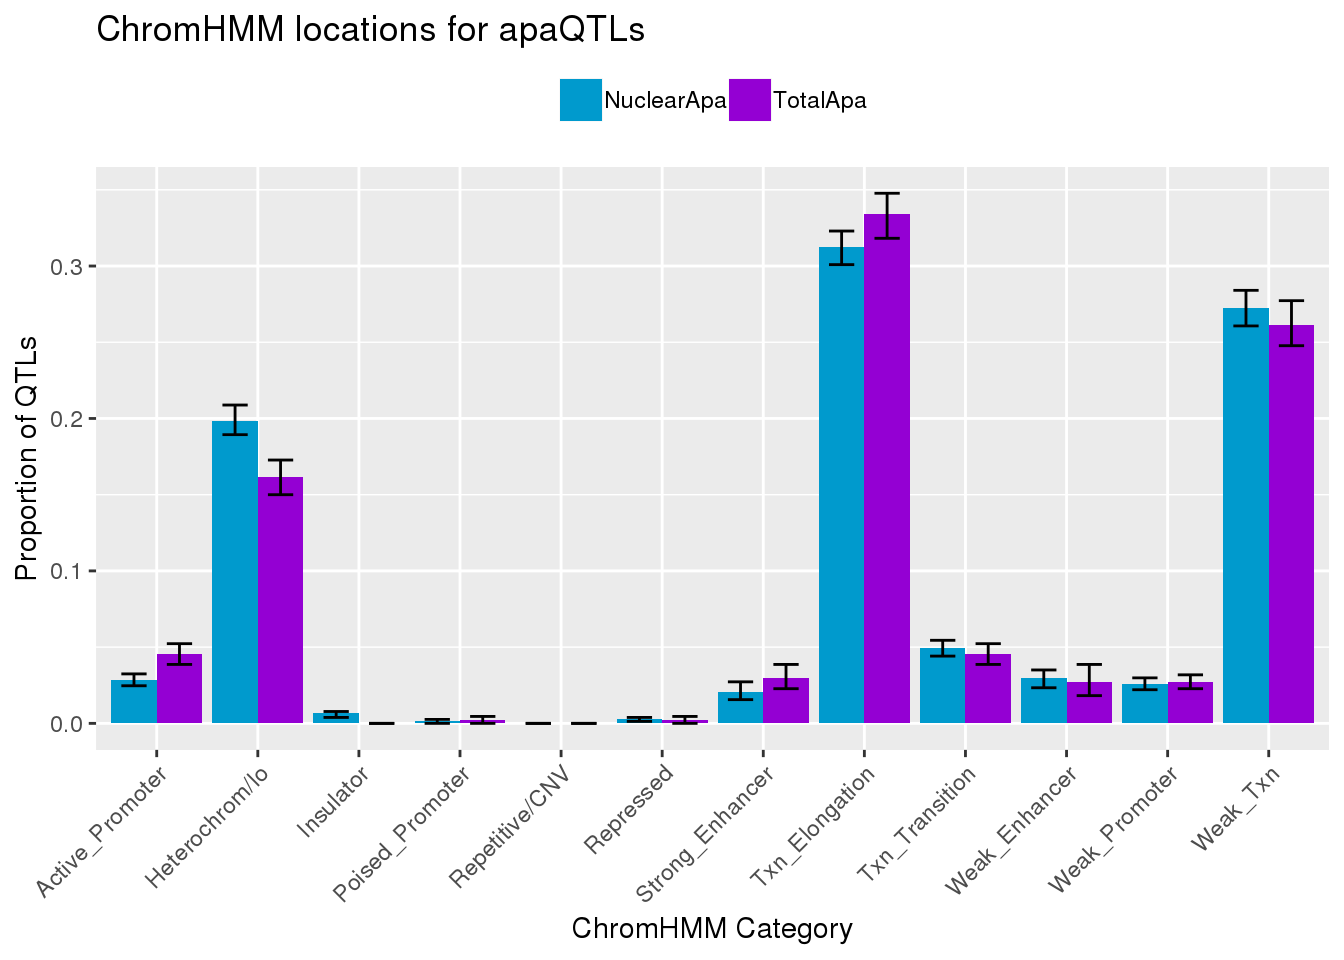 ChromHMM locations for apaQTLs
NuclearApa TotalApa
Proportion of QTLs
0.3
0.2
0.1
0.0
Active_Promoter
Heterochrom/lo
Insulator
Poised_Promoter
Repetitive/CNV
Repressed
Strong_Enhancer
Txn_Elongation
Txn_Transition
Weak_Enhancer
Weak_Promoter
Weak_Txn
ChromHMM Category